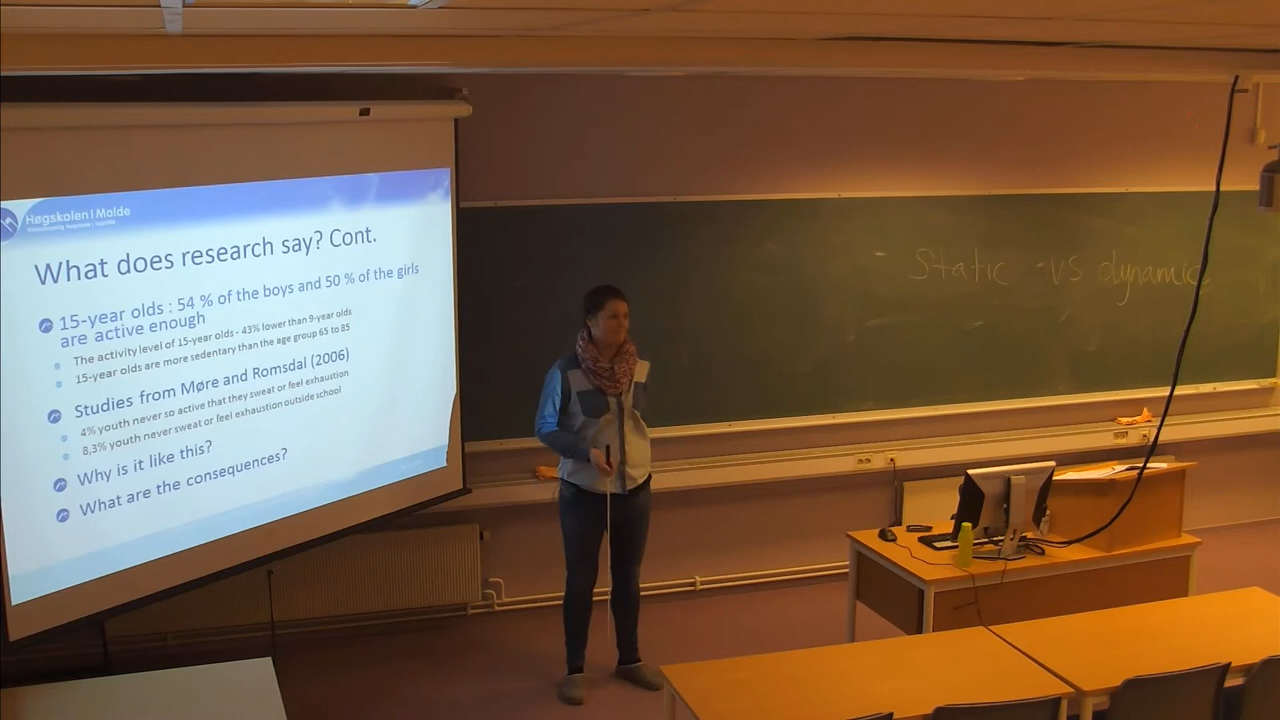 Høgskolen i Molde
What does research say? Cont.
15-year olds : 54 % of the boys and 50 % of the girls
are active enough
The activity level of 15-year olds - 43% lower than 9-year olds
15-year olds are more sedentary than the age group 65 to 85
Studies from Møre and Romsdal (2006)
4% youth never so active that they sweat or feel exhaustion
8,3% youth never sweat or feel exhaustion outside school
Why is it like this?
What are the consequences?
Static - vs dynamic